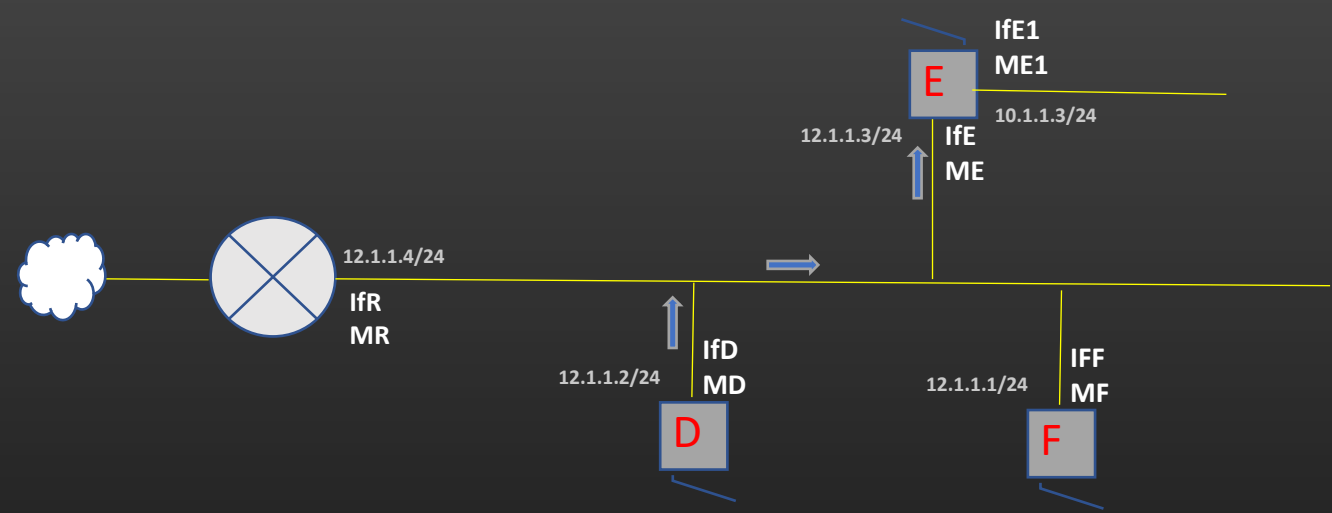 IfE1
ME1
E
10.1.1.3/24
12.1.1.3/24
IfE
ME
12.1.1.4/24
IfR
MR
IfD
MD
12.1.1.2/24
D
IFF
MF
12.1.1.1/24
F